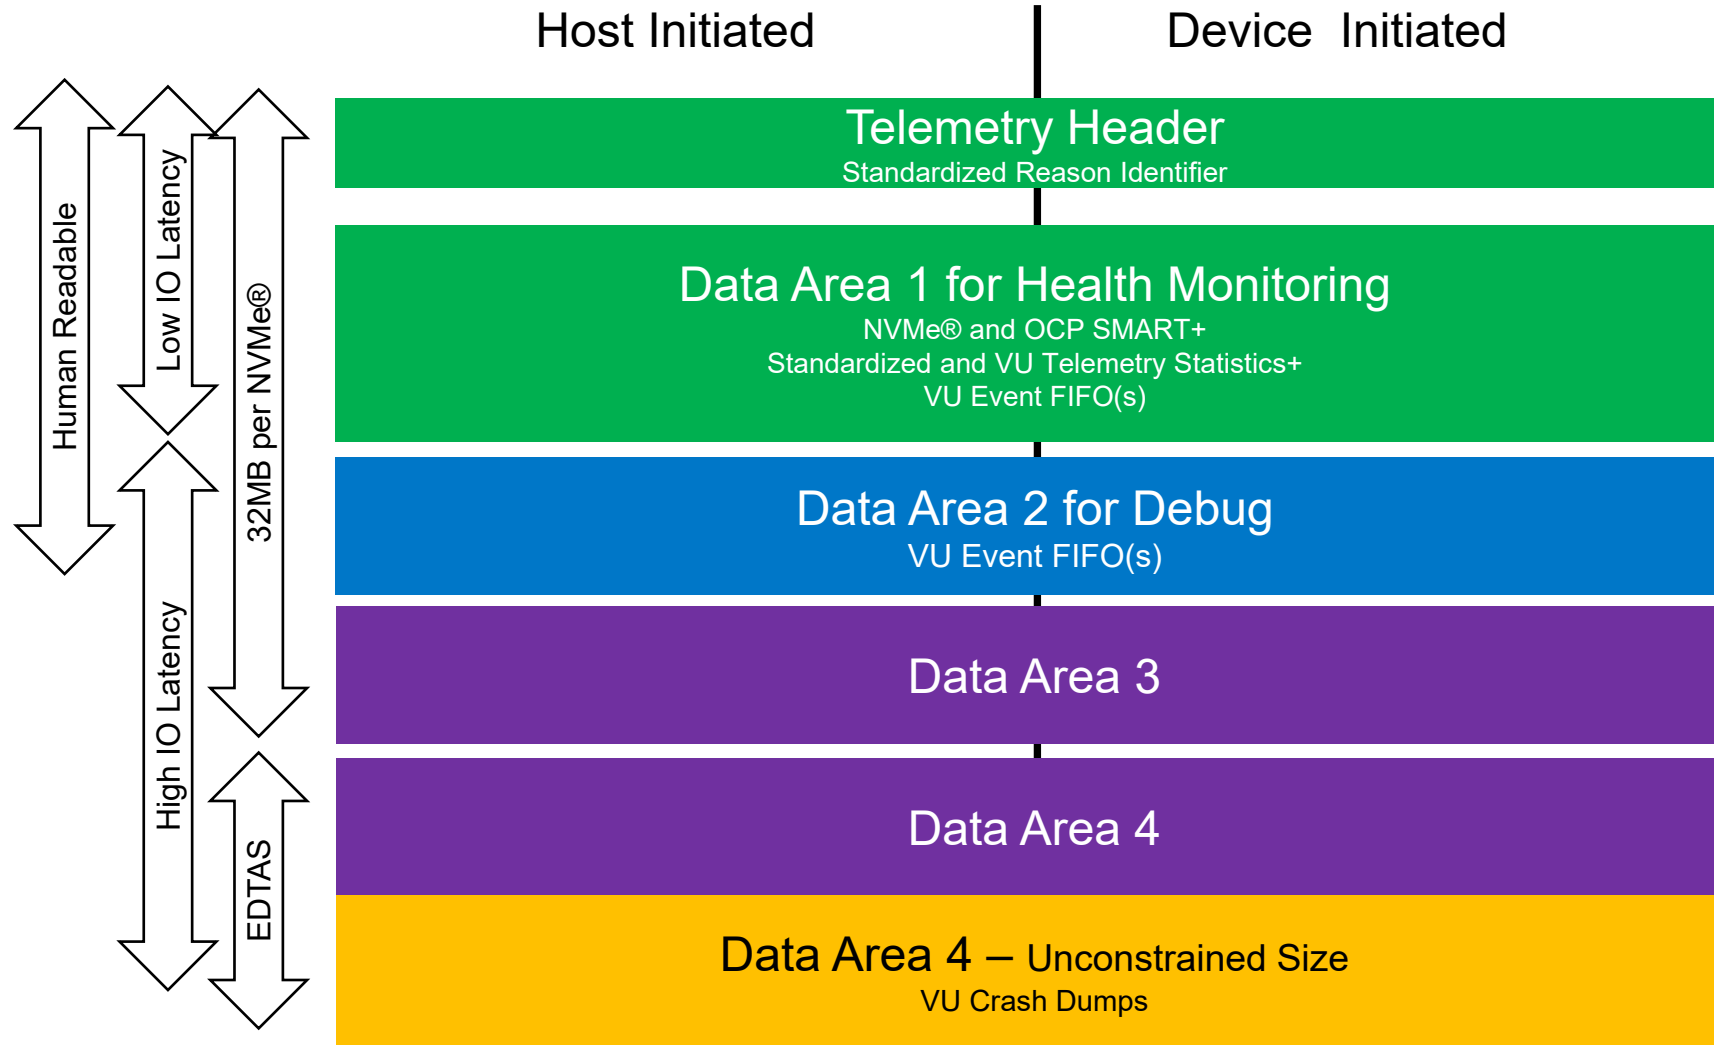 Host Initiated
Device  Initiated
Telemetry Header
Standardized Reason Identifier
Data Area 1 for Health Monitoring
NVMe® and OCP SMART+
Standardized and VU Telemetry Statistics+
VU Event FIFO(s)
Data Area 2 for Debug
VU Event FIFO(s)
Data Area 3
Data Area 4
Data Area 4 – Unconstrained Size
VU Crash Dumps
Human Readable
Low IO Latency
High IO Latency
32MB per NVMe®
EDTAS